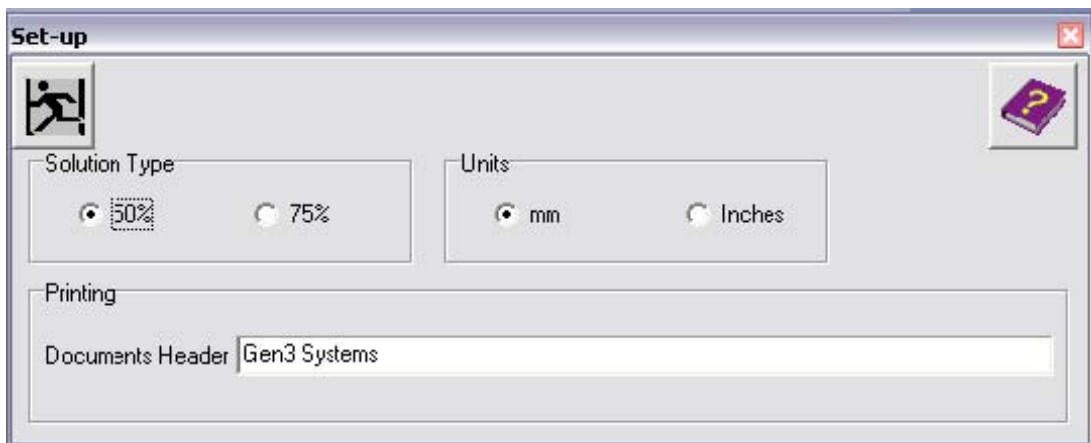 Set-up
?
Solution Type
50% 75%
Units
mm Inches
Printing
Documents Header Gen3 Systems